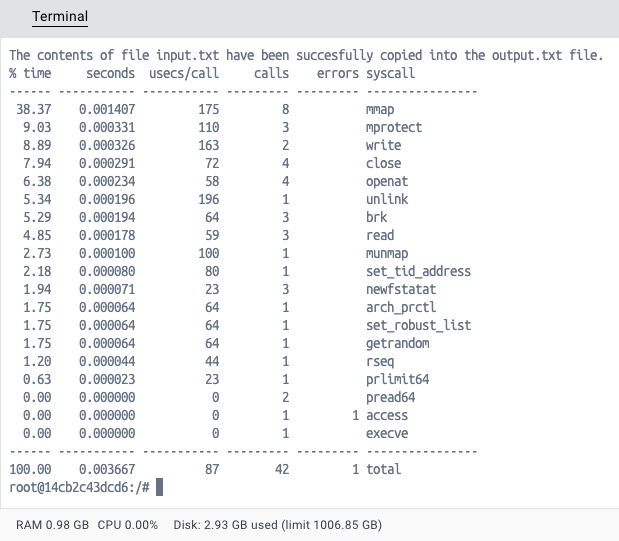 Terminal
The contents of file input.txt have been succesfully copied into the output.txt file.
% time     seconds  usecs/call     calls    errors syscall
------ ----------- ----------- --------- --------- ----------------
 38.37    0.001407         175         8           mmap
  9.03    0.000331         110         3           mprotect
  8.89    0.000326         163         2           write
  7.94    0.000291          72         4           close
  6.38    0.000234          58         4           openat
  5.34    0.000196         196         1           unlink
  5.29    0.000194          64         3           brk
  4.85    0.000178          59         3           read
  2.73    0.000100         100         1           munmap
  2.18    0.000080          80         1           set_tid_address
  1.94    0.000071          23         3           newfstatat
  1.75    0.000064          64         1           arch_prctl
  1.75    0.000064          64         1           set_robust_list
  1.75    0.000064          64         1           getrandom
  1.20    0.000044          44         1           rseq
  0.63    0.000023          23         1           prlimit64
  0.00    0.000000           0         2           pread64
  0.00    0.000000           0         1         1 access
  0.00    0.000000           0         1           execve
------ ----------- ----------- --------- --------- ----------------
100.00    0.003667          87        42         1 total
root@14cb2c43dcd6:/#
RAM 0.98 GB CPU 0.00% Disk: 2.93 GB used (limit 1006.85 GB)